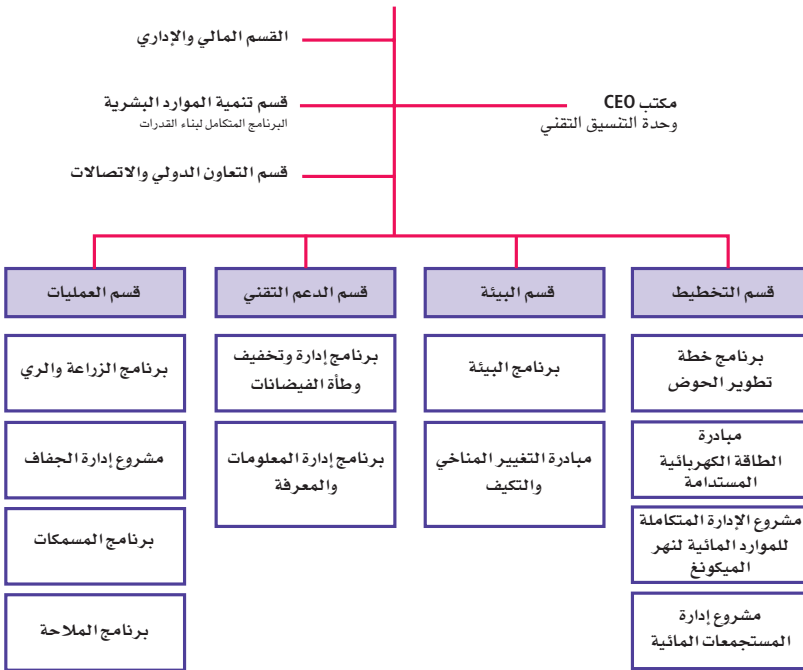 القسم المالي والإداري
قسم تنمية الموارد البشرية
البرنامج المتكامل لبناء القدرات
مكتب CEO
وحدة التنسيق التقني
قسم التعاون الدولي والاتصالات
قسم التخطيط
قسم البيئة
قسم الدعم التقني
قسم العمليات
برنامج خطة
تطوير الحوض
مبادرة
الطاقة الكهربائية
المستدامة
مشروع الإدارة المتكاملة
للموارد المائية لنهر
الميكونغ
مشروع إدارة
المستجمعات المائية
برنامج البيئة
مبادرة التغيير المناخي
والتكيف
برنامج إدارة وتخفيف
وطأة الفيضانات
برنامج إدارة المعلومات
والمعرفة
برنامج الزراعة والري
مشروع إدارة الجفاف
برنامج المسمكات
برنامج الملاحة